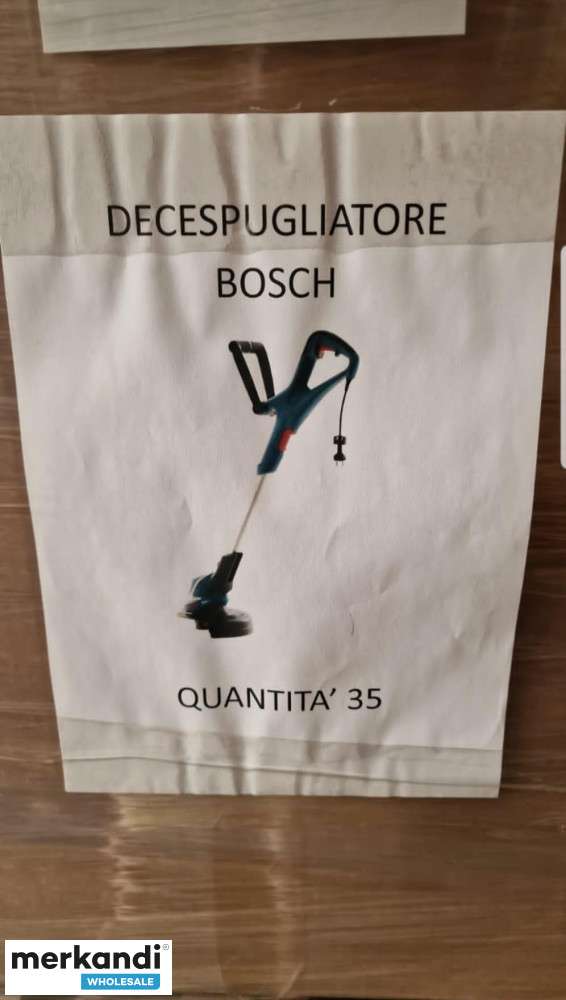 DECESPUGLIATORE
BOSCH
QUANTITA' 35
merkandi®
WHOLESALE